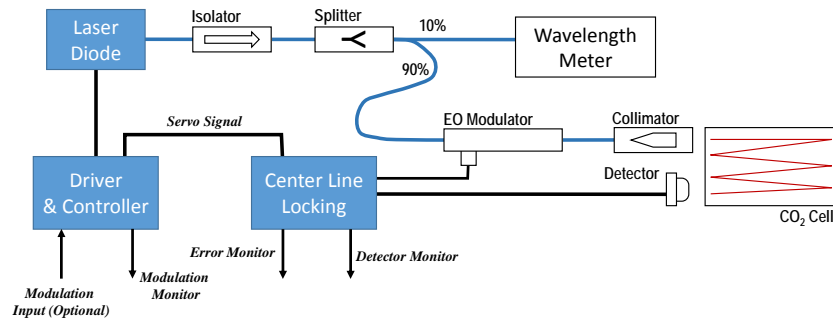 Laser
Diode
Isolator
Splitter
10%
Wavelength
Meter
90%
EO Modulator
Collimator
Servo Signal
Driver
& Controller
Center Line
Locking
Detector
CO₂ Cell
Error Monitor
Detector Monitor
Modulation
Monitor
Modulation
Input (Optional)